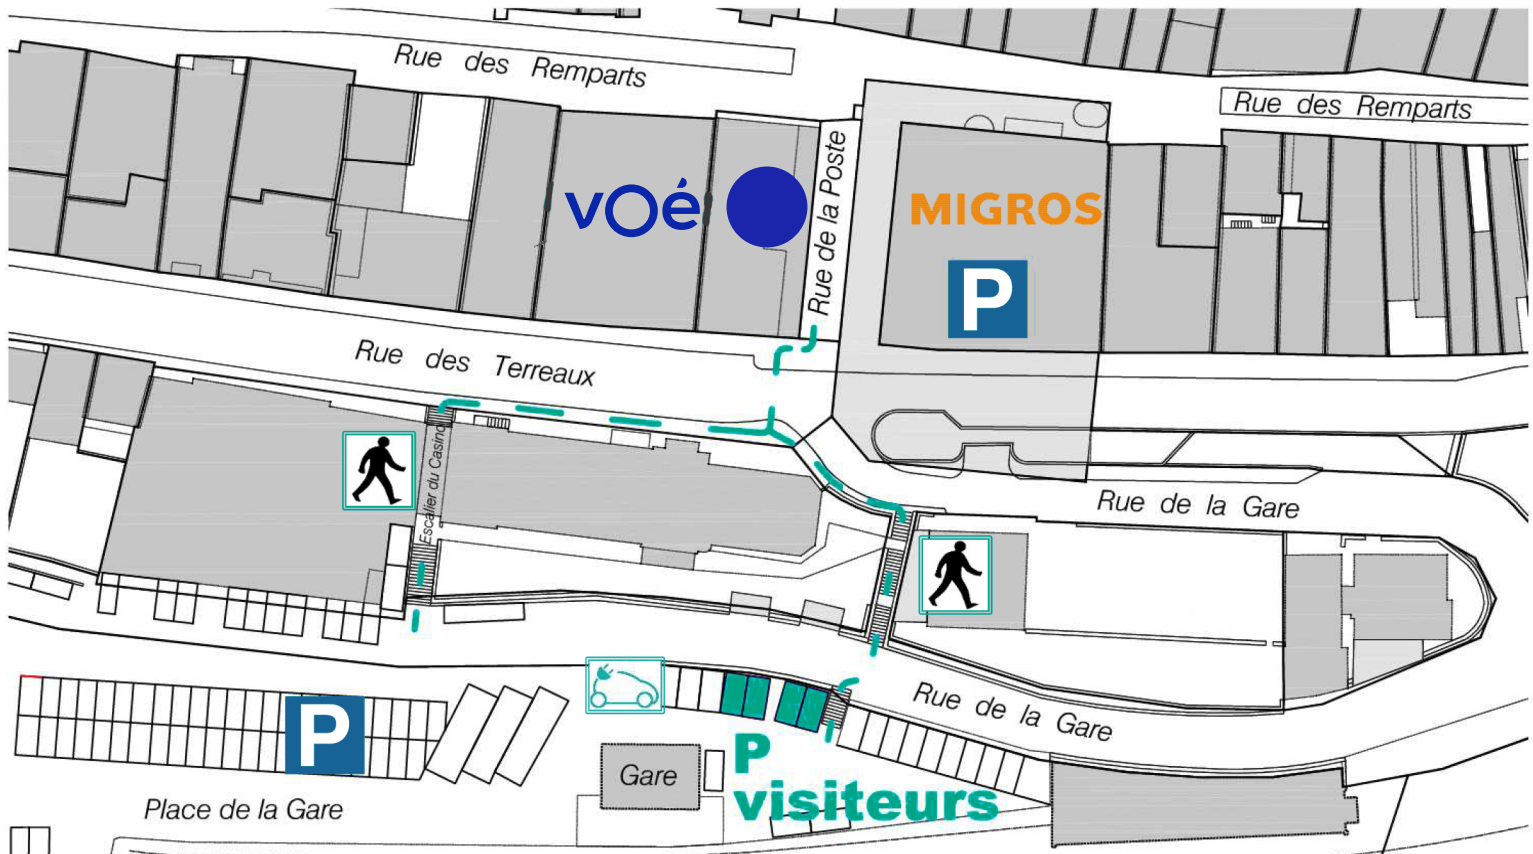 Rue des Remparts
Rue des Remparts
Rue de la Poste
voé
MIGROS
P
Rue des Terreaux
Escalier du Casino
Rue de la Gare
Rue de la Gare
P
Gare
P
visiteurs
Place de la Gare